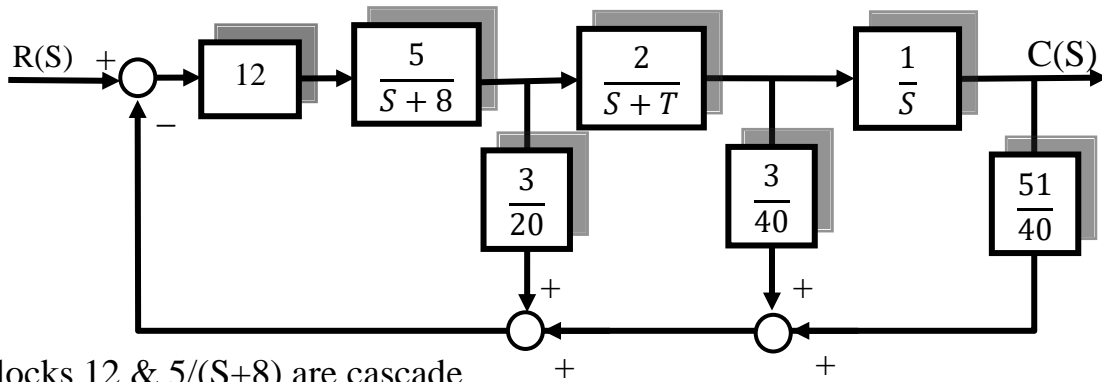 R(S) + 12 5/(S + 8) 2/(S + T) 1/S C(S)
−
3/20 3/40 51/40
+ +
+ +
locks 12 & 5/(S+8) are cascade